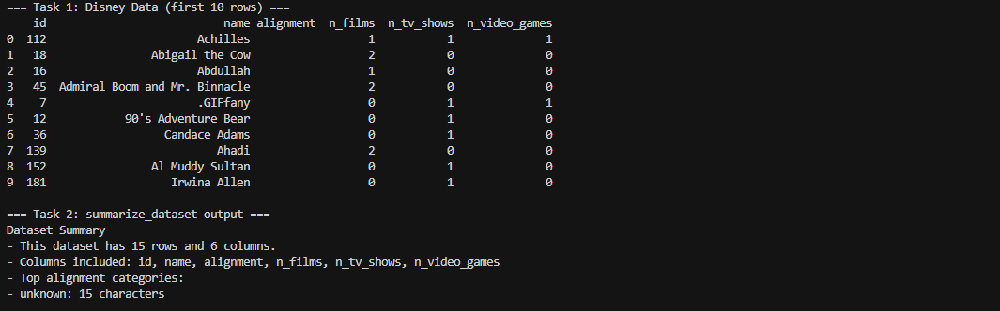 === Task 1: Disney Data (first 10 rows) ===
id name alignment n_films n_tv_shows n_video_games
0 112 Achilles 1 1 1
1 18 Abigail the Cow 2 0 0
2 16 Abdullah 1 0 0
3 45 Admiral Boom and Mr. Binnacle 2 0 0
4 7 .GIFfany 0 1 1
5 12 90's Adventure Bear 0 1 0
6 36 Candace Adams 0 1 0
7 139 Ahadi 2 0 0
8 152 Al Muddy Sultan 0 1 0
9 181 Irwina Allen 0 1 0
=== Task 2: summarize_dataset output ===
Dataset Summary
- This dataset has 15 rows and 6 columns.
- Columns included: id, name, alignment, n_films, n_tv_shows, n_video_games
- Top alignment categories:
- unknown: 15 characters